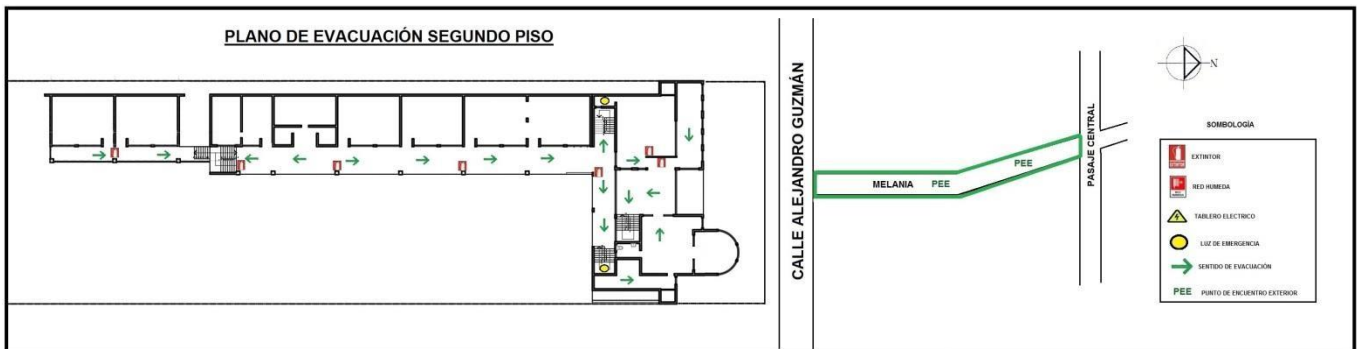 PLANO DE EVACUACIÓN SEGUNDO PISO
CALLE ALEJANDRO GUZMÁN
MELANIA
PEE
PEE
PASAJE CENTRAL
N
SOMBOLOGÍA
EXTINTOR
RED HUMEDA
TABLERO ELECTRICO
LUZ DE EMERGENCIA
SENTIDO DE EVACUACIÓN
PEE PUNTO DE ENCUENTRO EXTERIOR